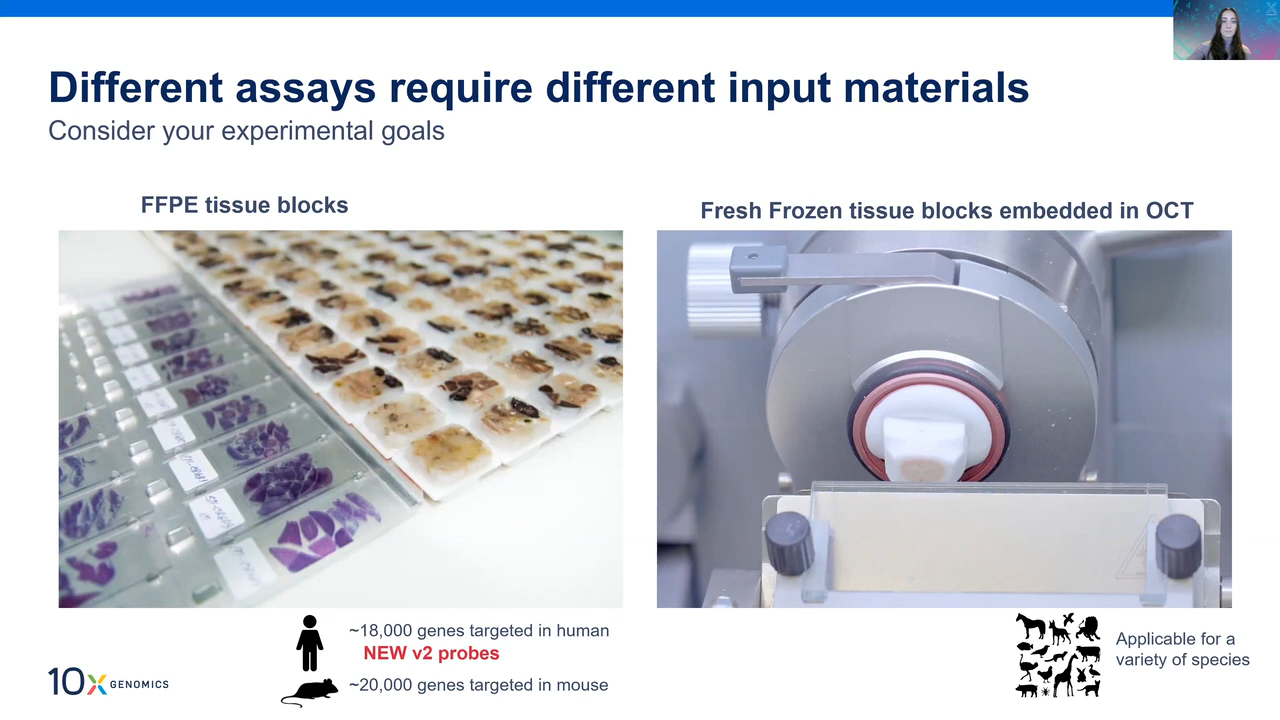 Different assays require different input materials
Consider your experimental goals
FFPE tissue blocks
Fresh Frozen tissue blocks embedded in OCT
~18,000 genes targeted in human
NEW v2 probes
~20,000 genes targeted in mouse
Applicable for a
variety of species
10x GENOMICS